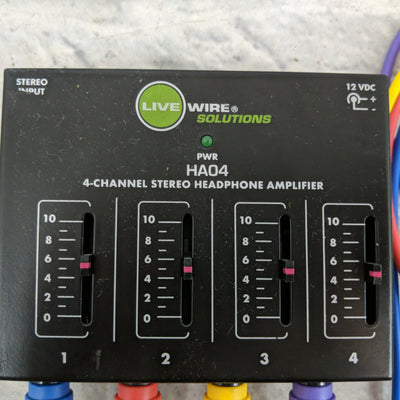 STEREO INPUT
12 VDC
+
-
LIVE WIRE®
SOLUTIONS
PWR
HA04
4-CHANNEL STEREO HEADPHONE AMPLIFIER
10 10 10 10
8 8 8 8
6 6 6 6
4 4 4 4
2 2 2 2
0 0 0 0
1 2 3 4